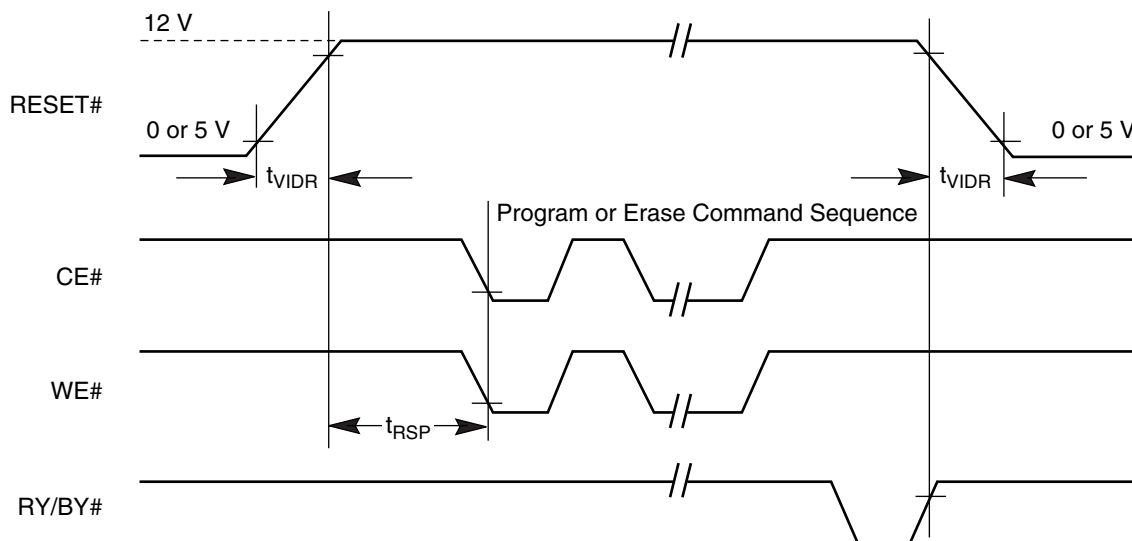 12 V
RESET#
0 or 5 V
0 or 5 V
tVIDR
tVIDR
Program or Erase Command Sequence
CE#
WE#
tRSP
RY/BY#